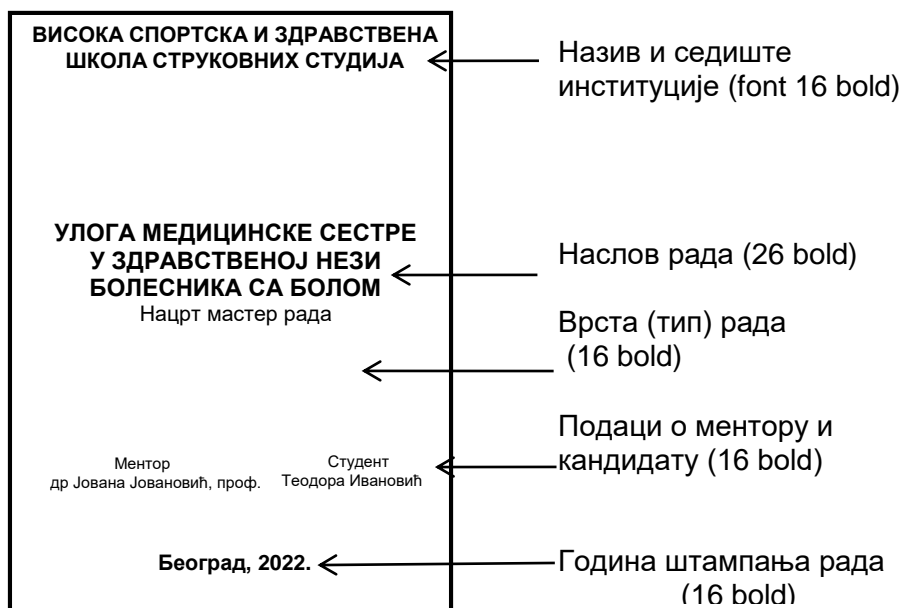 ВИСОКА СПОРТСКА И ЗДРАВСТВЕНА
ШКОЛА СТРУКОВНИХ СТУДИЈА
Назив и седиште
институције (font 16 bold)
УЛОГА МЕДИЦИНСКЕ СЕСТРЕ
У ЗДРАВСТВЕНОЈ НЕЗИ
БОЛЕСНИКА СА БОЛОМ
Нацрт мастер рада
Наслов рада (26 bold)
Врста (тип) рада
(16 bold)
Ментор
др Јована Јовановић, проф.
Студент
Теодора Ивановић
Подаци о ментору и
кандидату (16 bold)
Београд, 2022.
Година штампања рада
(16 bold)